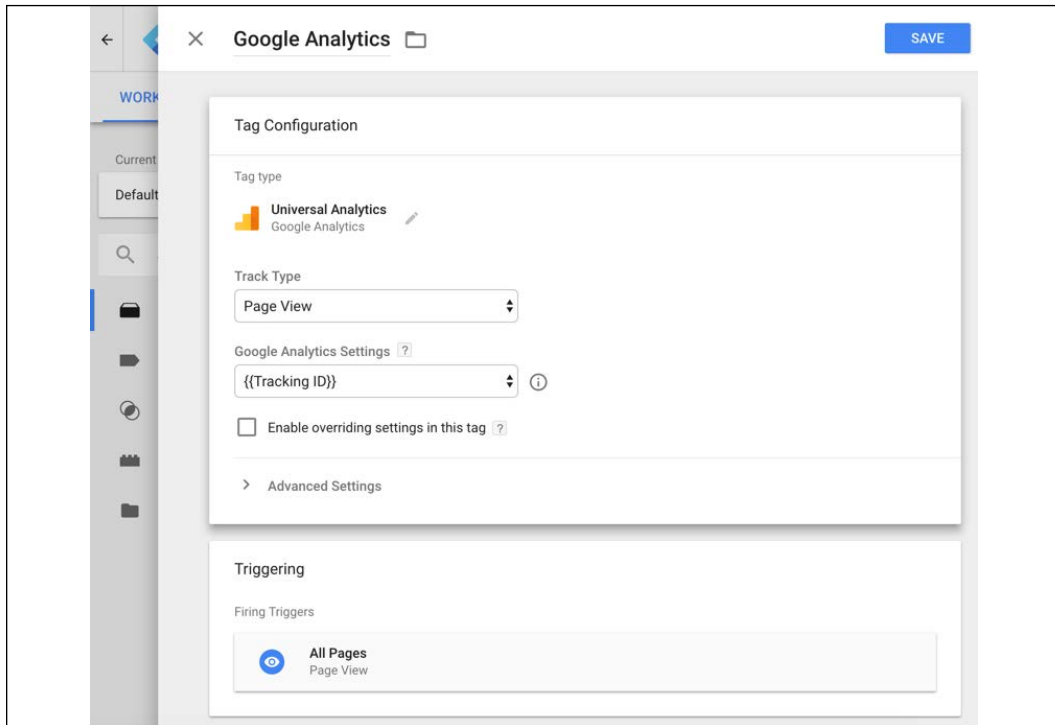 Google Analytics
SAVE
WORK
Current
Default
Tag Configuration
Tag type
Universal Analytics
Google Analytics
Track Type
Page View
Google Analytics Settings ?
{{Tracking ID}}
Enable overriding settings in this tag ?
Advanced Settings
Triggering
Firing Triggers
All Pages
Page View